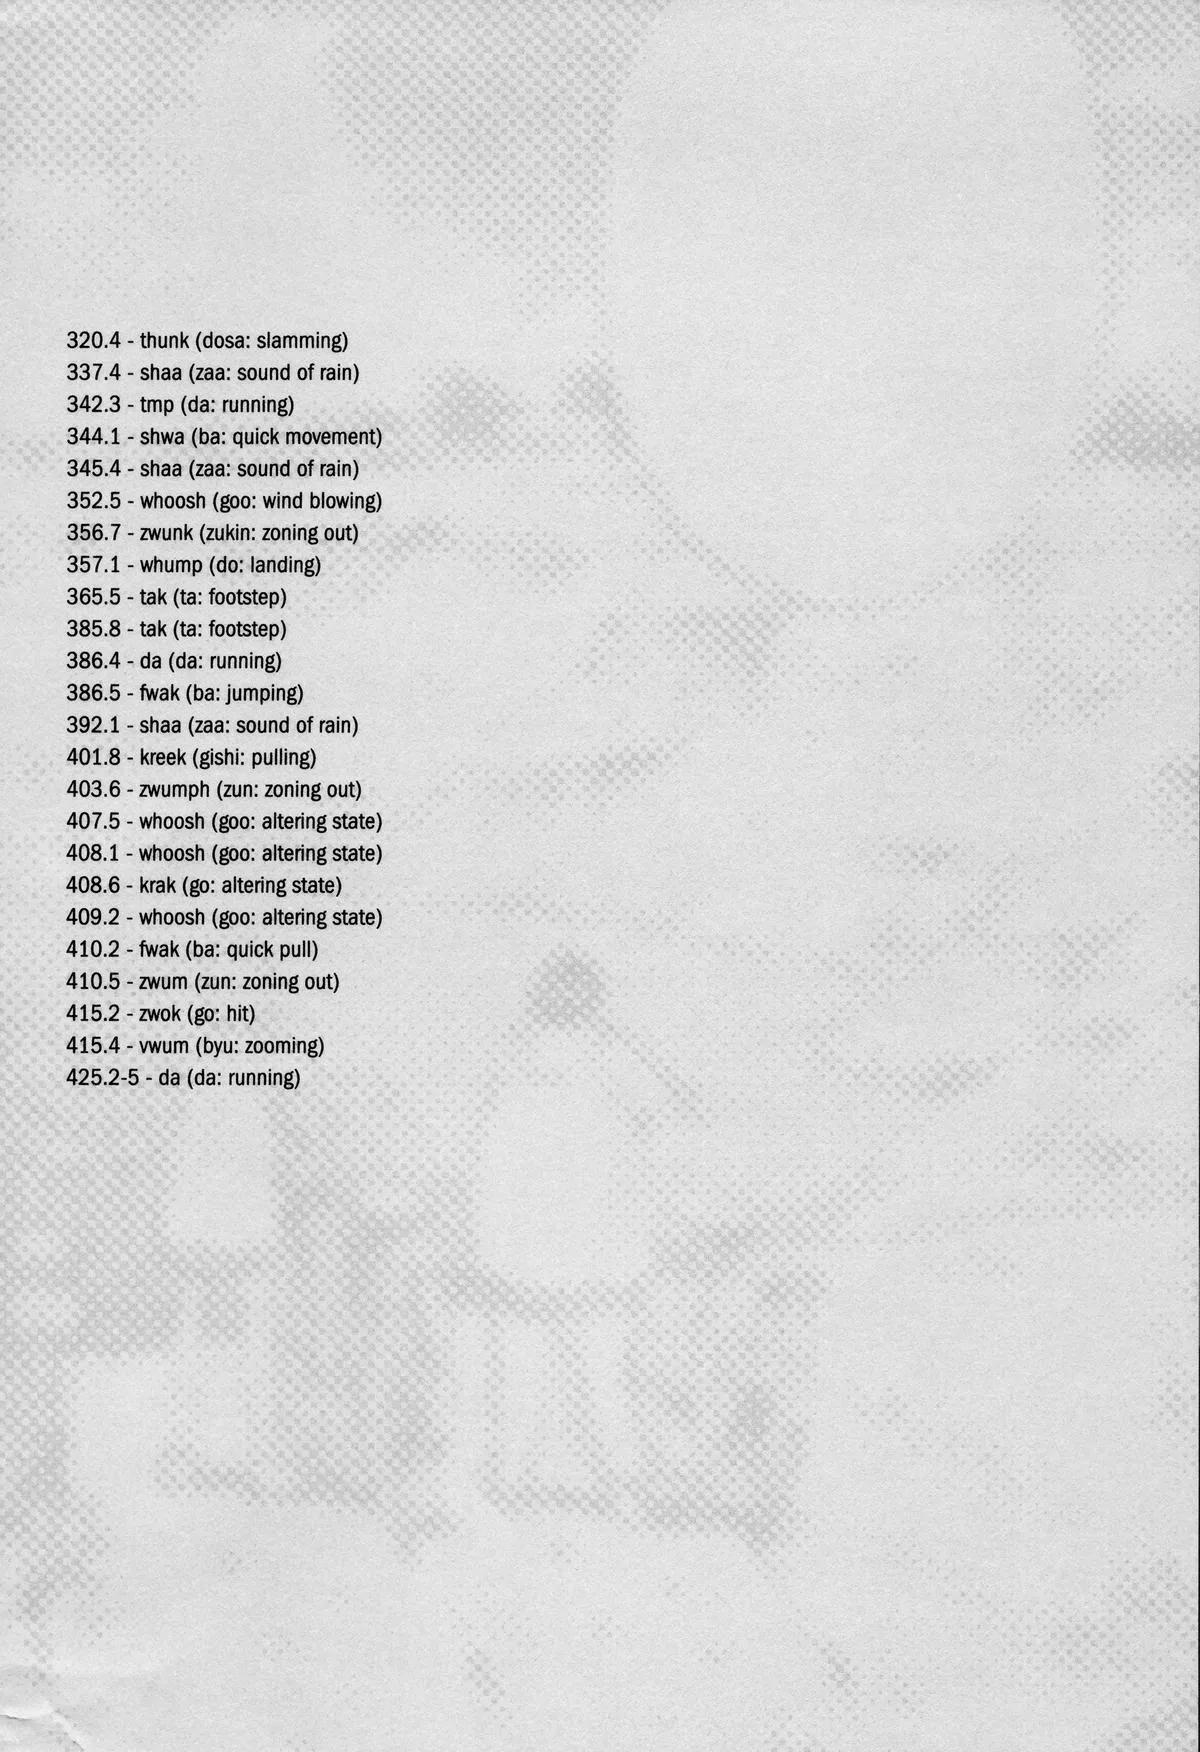 320.4 - thunk (dosa: slamming)
337.4 - shaa (zaa: sound of rain)
342.3 - tmp (da: running)
344.1 - shwa (ba: quick movement)
345.4 - shaa (zaa: sound of rain)
352.5 - whoosh (goo: wind blowing)
356.7 - zwunk (zukin: zoning out)
357.1 - whump (do: landing)
365.5 - tak (ta: footstep)
385.8 - tak (ta: footstep)
386.4 - da (da: running)
386.5 - fwak (ba: jumping)
392.1 - shaa (zaa: sound of rain)
401.8 - kreek (gishi: pulling)
403.6 - zwumph (zun: zoning out)
407.5 - whoosh (goo: altering state)
408.1 - whoosh (goo: altering state)
408.6 - krak (go: altering state)
409.2 - whoosh (goo: altering state)
410.2 - fwak (ba: quick pull)
410.5 - zwum (zun: zoning out)
415.2 - zwok (go: hit)
415.4 - vwum (byu: zooming)
425.2-5 - da (da: running)